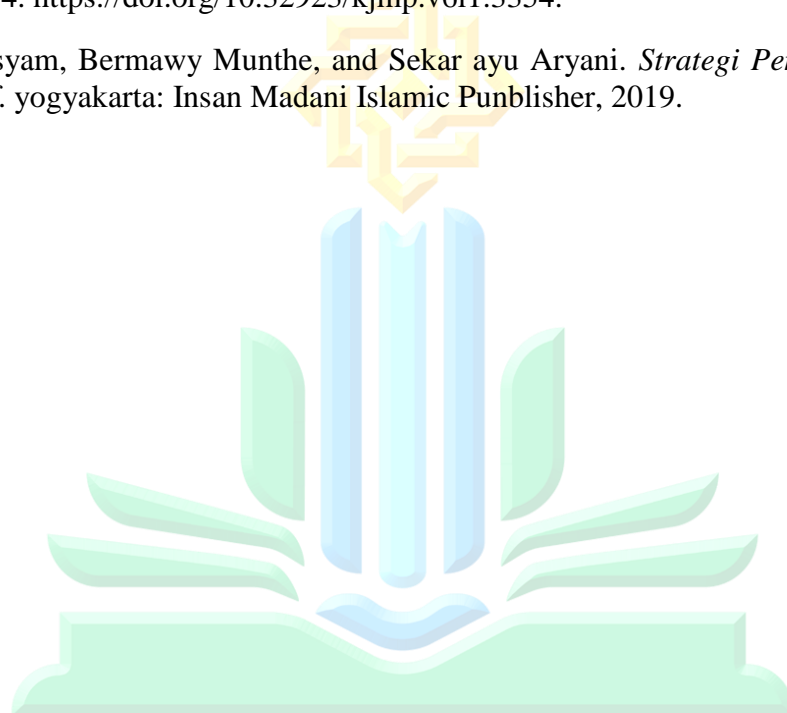 4. https://doi.org/10.32923/kjmp.v6i1.3354.
syam, Bermawy Munthe, and Sekar ayu Aryani. Strategi Pe
. yogyakarta: Insan Madani Islamic Punblisher, 2019.